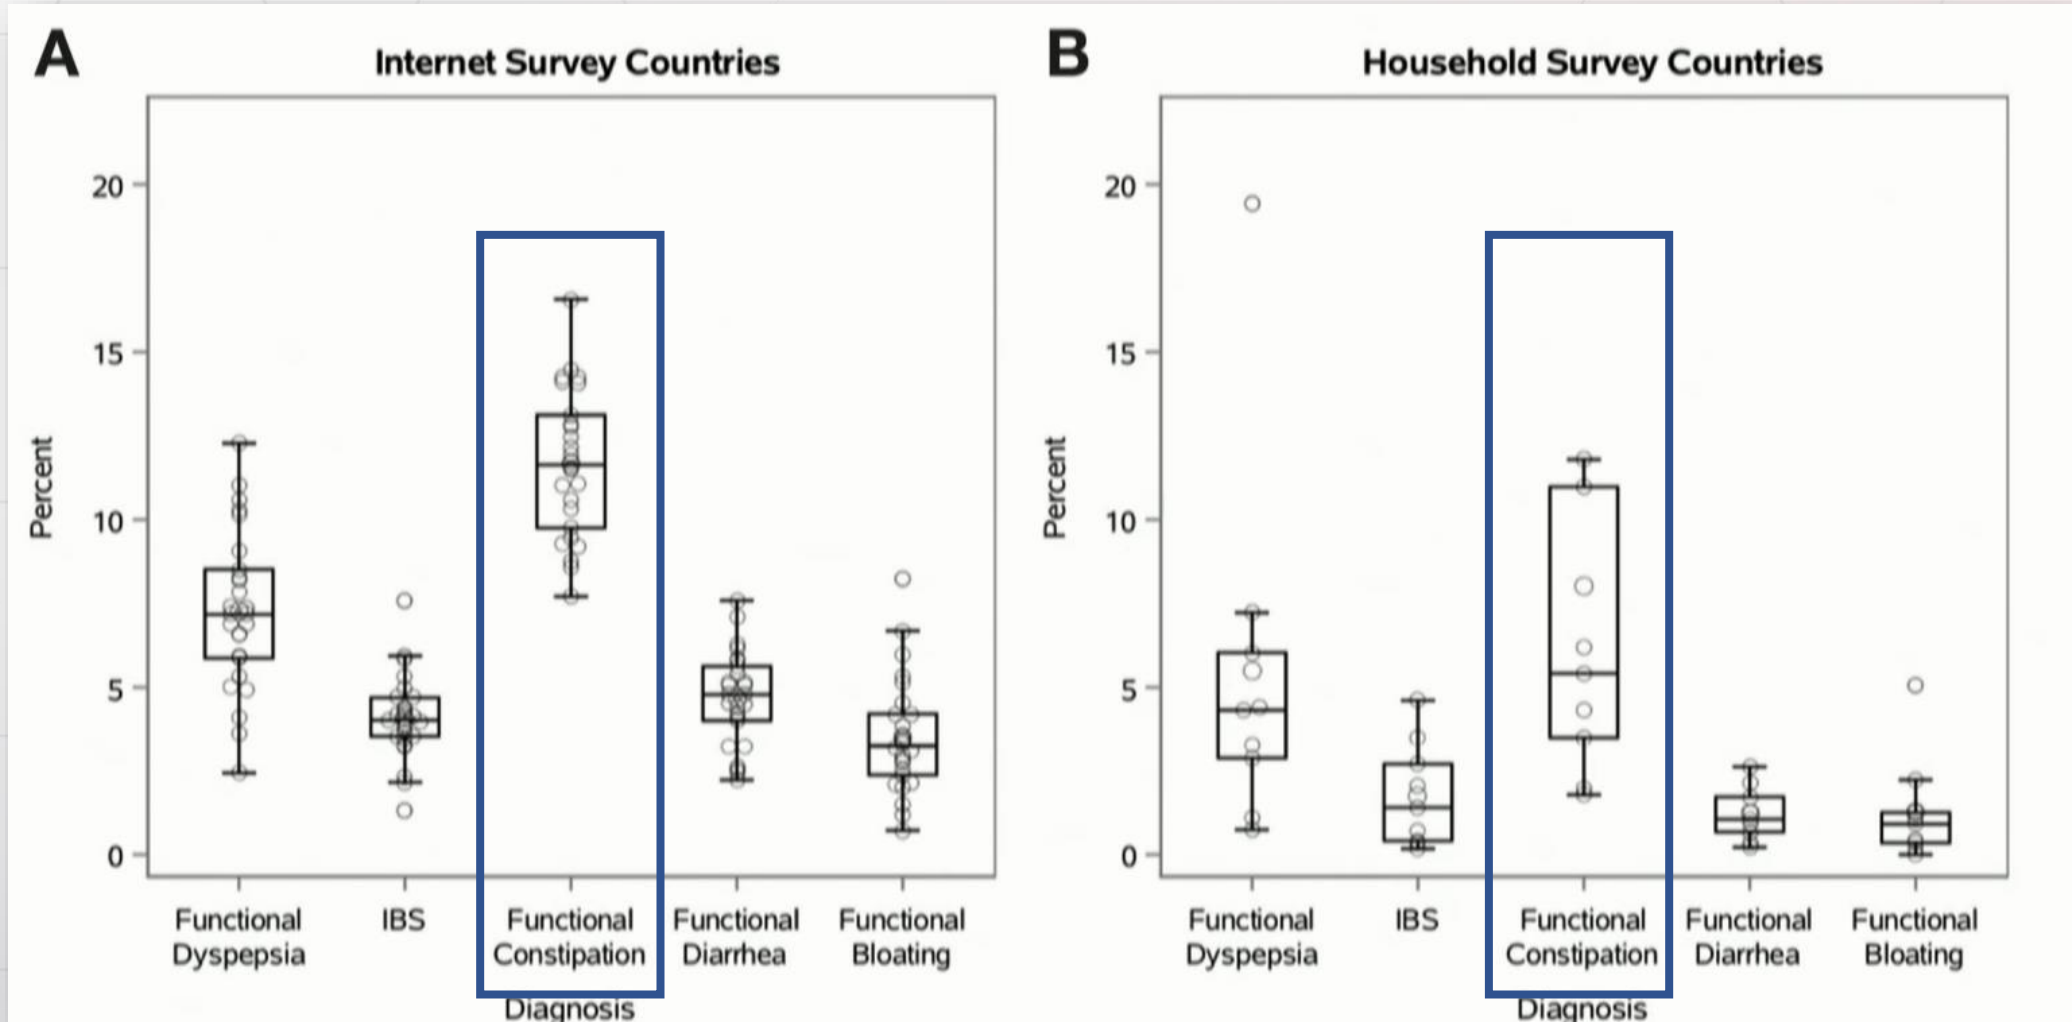 A
Internet Survey Countries
Percent
20
15
10
5
0
Functional Dyspepsia
IBS
Functional Constipation
Functional Diarrhea
Functional Bloating
Diagnosis
B
Household Survey Countries
Percent
20
15
10
5
0
Functional Dyspepsia
IBS
Functional Constipation
Functional Diarrhea
Functional Bloating
Diagnosis